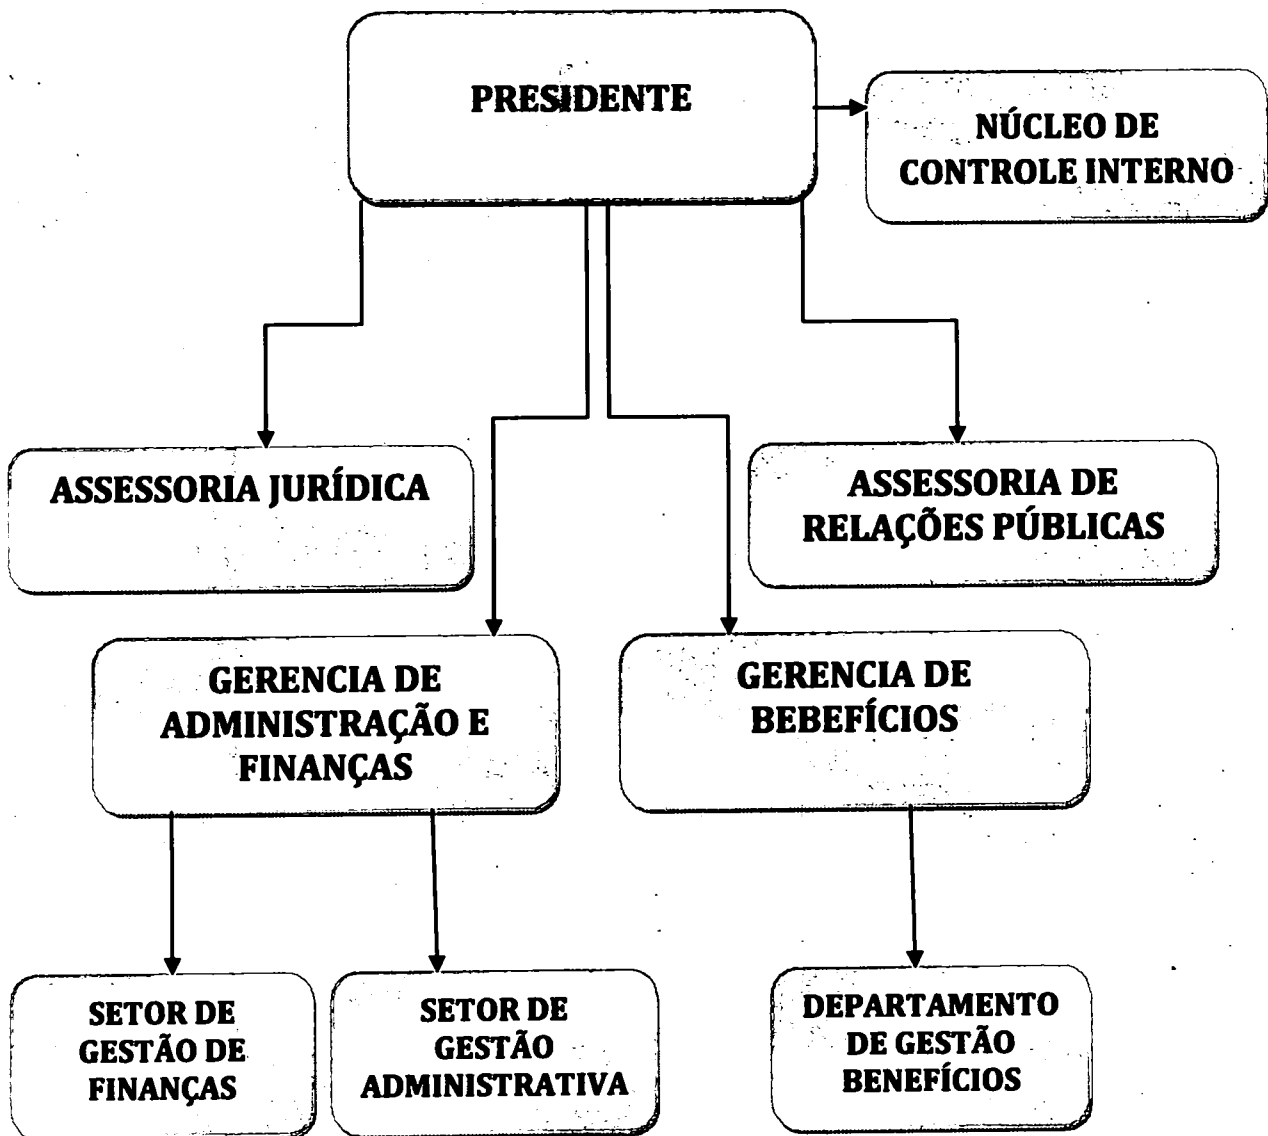 PRESIDENTE
NÚCLEO DE
CONTROLE INTERNO
ASSESSORIA JURÍDICA
ASSESSORIA DE
RELAÇÕES PÚBLICAS
GERENCIA DE
ADMINISTRAÇÃO E
FINANÇAS
GERENCIA DE
BEBEFÍCIOS
SETOR DE
GESTÃO DE
FINANÇAS
SETOR DE
GESTÃO
ADMINISTRATIVA
DEPARTAMENTO
DE GESTÃO
BENEFÍCIOS